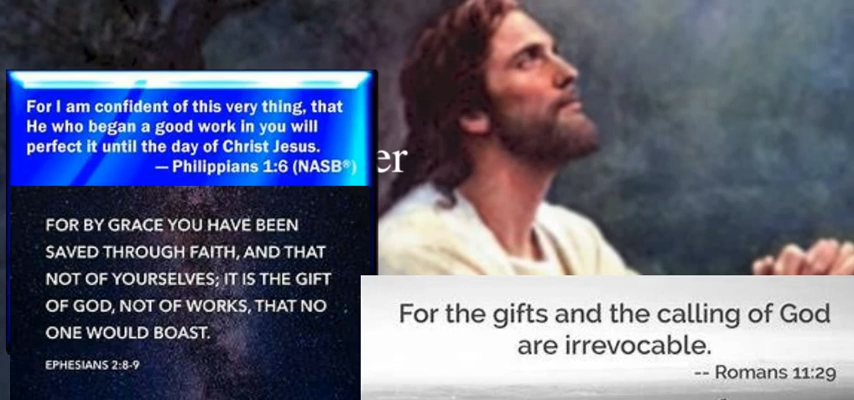 For I am confident of this very thing, that
He who began a good work in you will
perfect it until the day of Christ Jesus.
— Philippians 1:6 (NASB®)
er
FOR BY GRACE YOU HAVE BEEN
SAVED THROUGH FAITH, AND THAT
NOT OF YOURSELVES; IT IS THE GIFT
OF GOD, NOT OF WORKS, THAT NO
ONE WOULD BOAST.
EPHESIANS 2:8-9
For the gifts and the calling of God
are irrevocable.
-- Romans 11:29